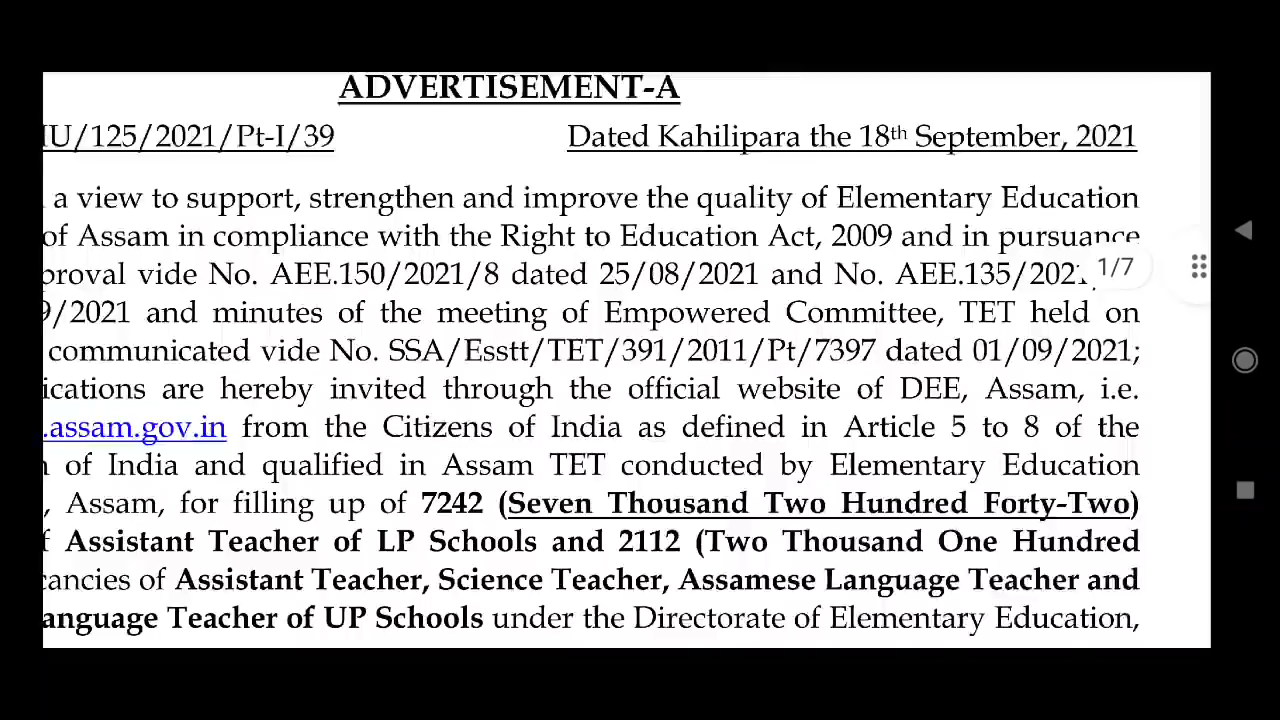 ADVERTISEMENT-A
IU/125/2021/Pt-I/39 Dated Kahilipara the 18th September, 2021
a view to support, strengthen and improve the quality of Elementary Education
of Assam in compliance with the Right to Education Act, 2009 and in pursuance
proval vide No. AEE.150/2021/8 dated 25/08/2021 and No. AEE.135/2021
1/7
9/2021 and minutes of the meeting of Empowered Committee, TET held on
communicated vide No. SSA/Esstt/TET/391/2011/Pt/7397 dated 01/09/2021;
ications are hereby invited through the official website of DEE, Assam, i.e.
.assam.gov.in from the Citizens of India as defined in Article 5 to 8 of the
of India and qualified in Assam TET conducted by Elementary Education
, Assam, for filling up of 7242 (Seven Thousand Two Hundred Forty-Two)
Assistant Teacher of LP Schools and 2112 (Two Thousand One Hundred
cancies of Assistant Teacher, Science Teacher, Assamese Language Teacher and
anguage Teacher of UP Schools under the Directorate of Elementary Education,